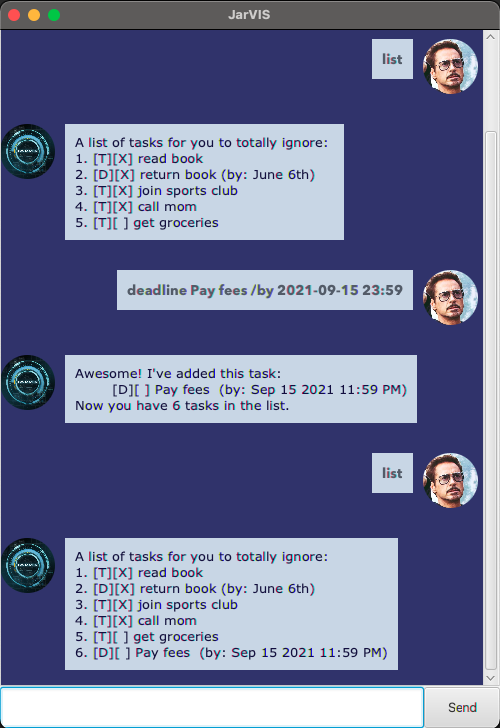 JarVIS
list
A list of tasks for you to totally ignore:
1. [T][X] read book
2. [D][X] return book (by: June 6th)
3. [T][X] join sports club
4. [T][X] call mom
5. [T][ ] get groceries
deadline Pay fees /by 2021-09-15 23:59
Awesome! I've added this task:
[D][ ] Pay fees  (by: Sep 15 2021 11:59 PM)
Now you have 6 tasks in the list.
list
A list of tasks for you to totally ignore:
1. [T][X] read book
2. [D][X] return book (by: June 6th)
3. [T][X] join sports club
4. [T][X] call mom
5. [T][ ] get groceries
6. [D][ ] Pay fees  (by: Sep 15 2021 11:59 PM)
Send